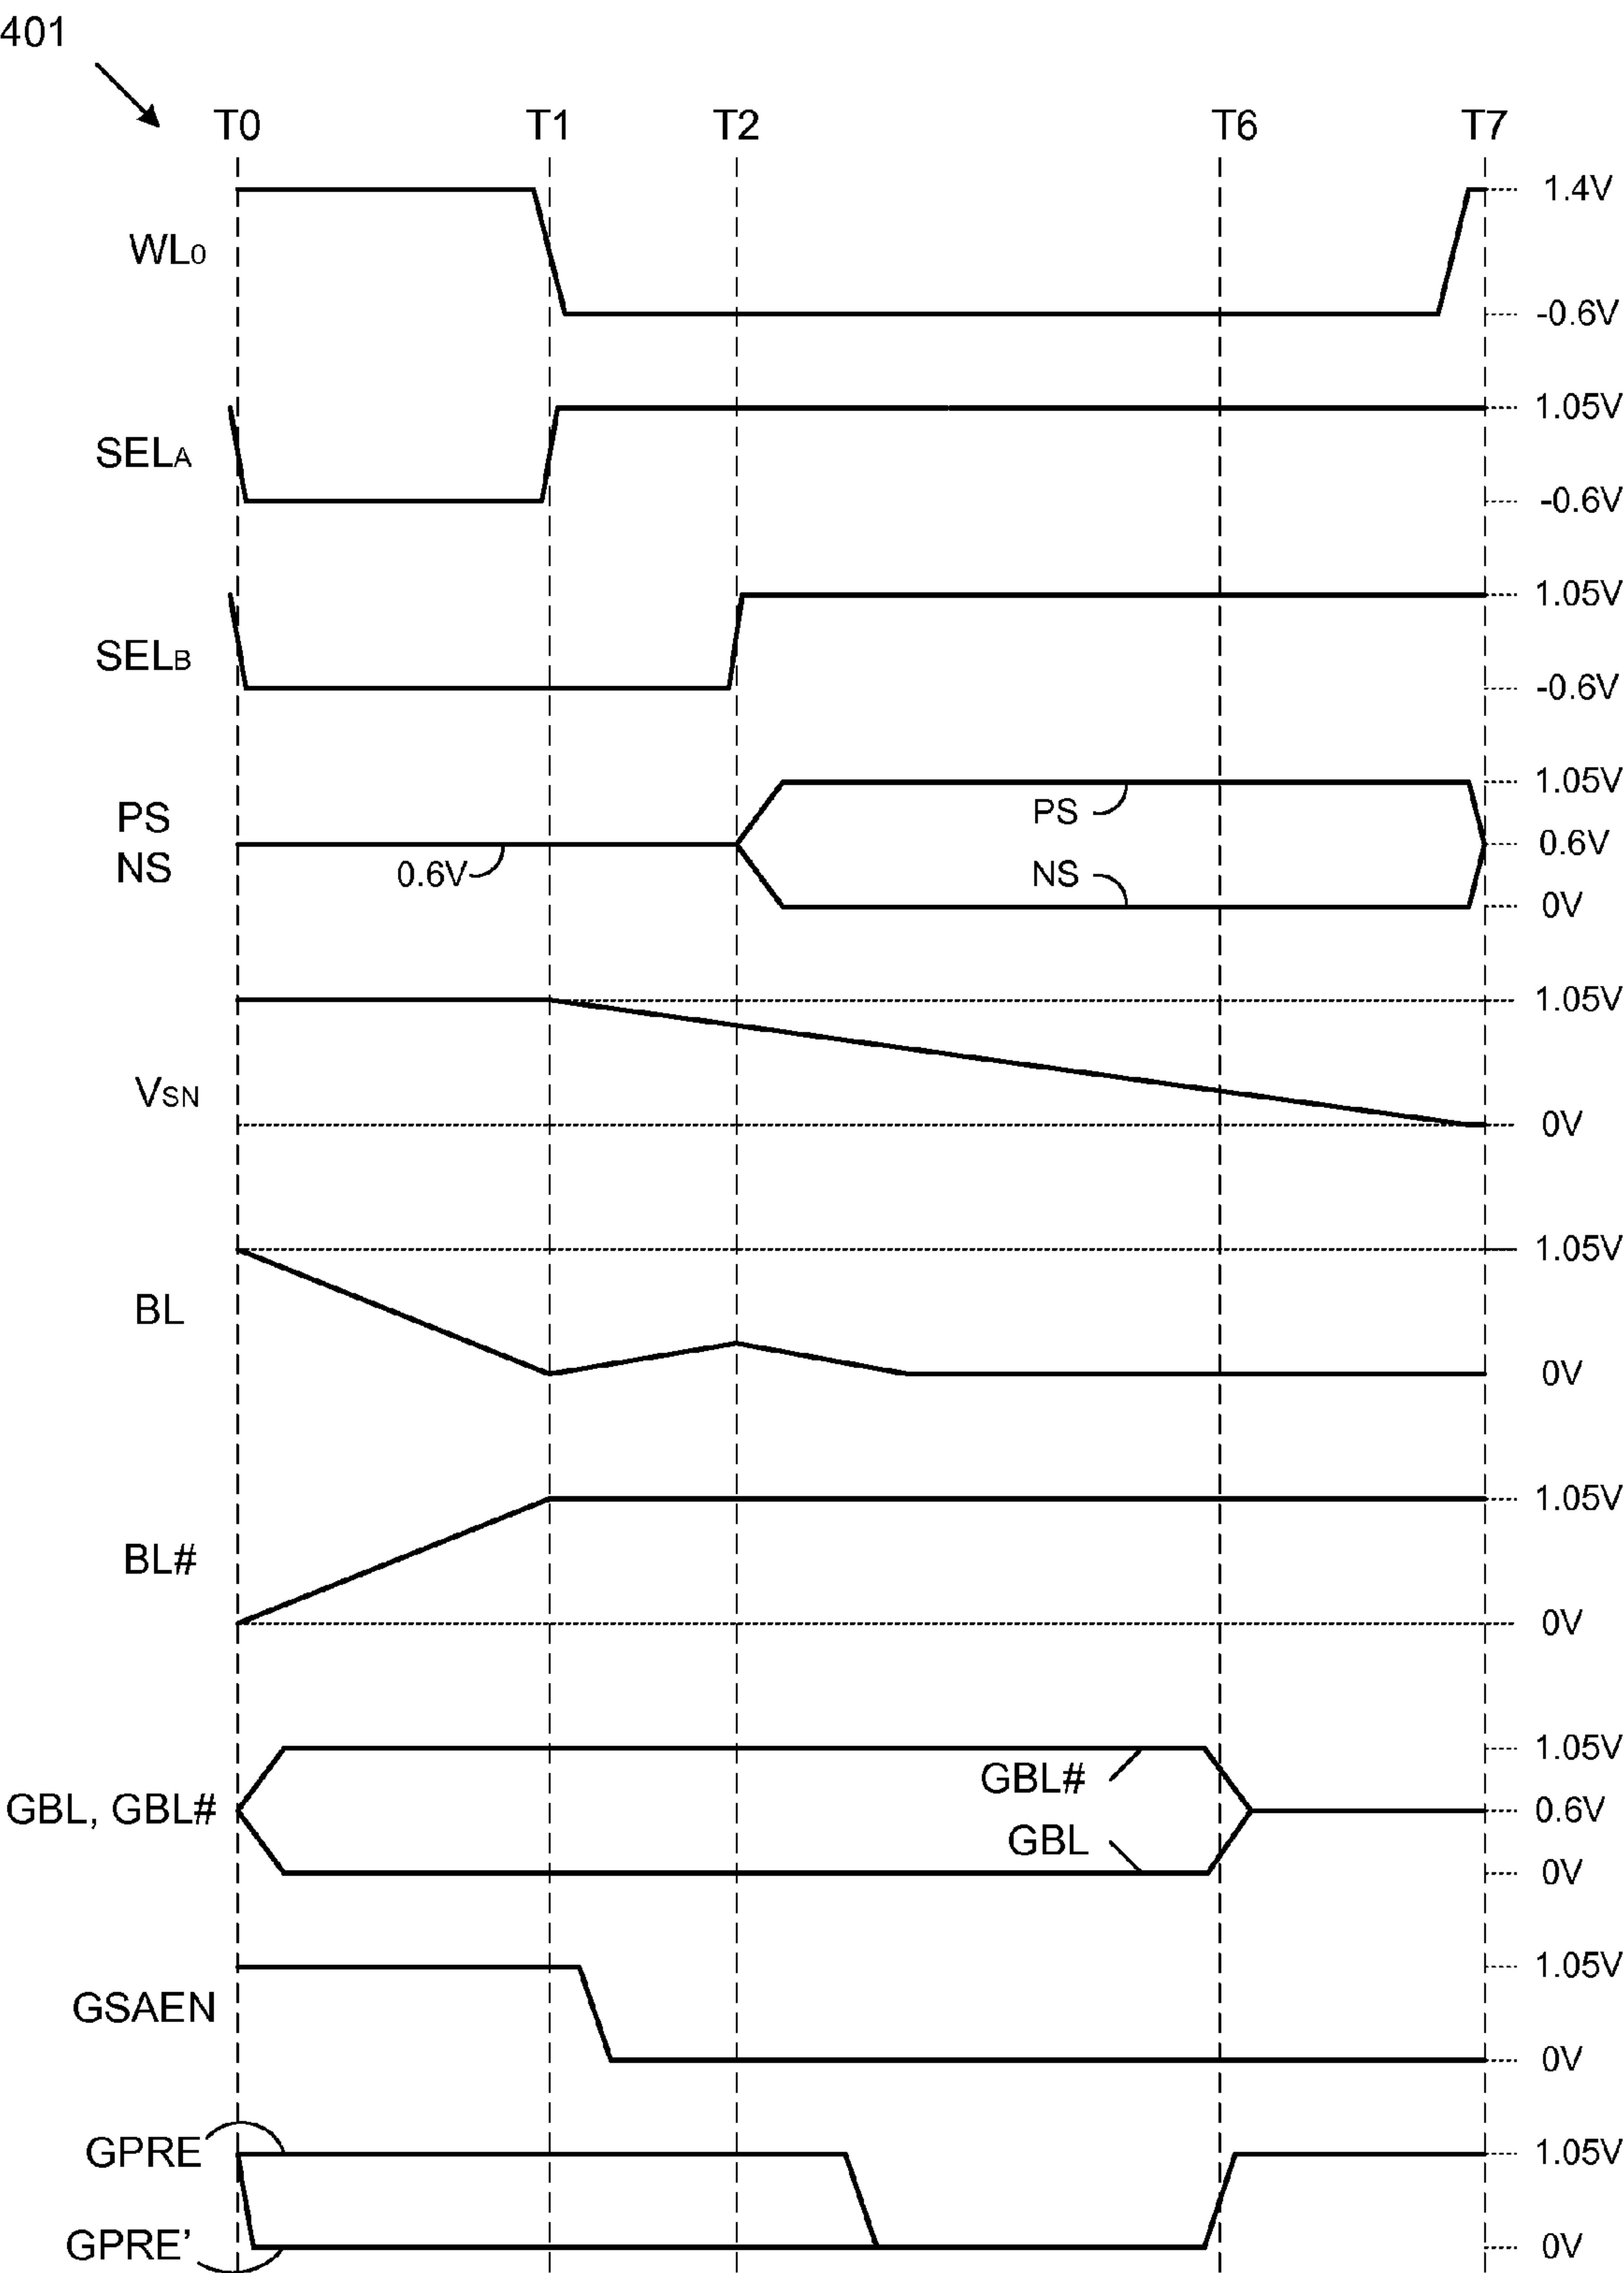 401
T0 T1 T2 T6 T7
1.4V
WL0
-0.6V
1.05V
SELA
-0.6V
1.05V
SELB
-0.6V
1.05V
PS
PS
0.6V
NS
0.6V
NS
0V
1.05V
VSN
0V
1.05V
BL
0V
1.05V
BL#
0V
1.05V
GBL#
GBL, GBL#
0.6V
GBL
0V
1.05V
GSAEN
0V
GPRE
1.05V
GPRE’
0V